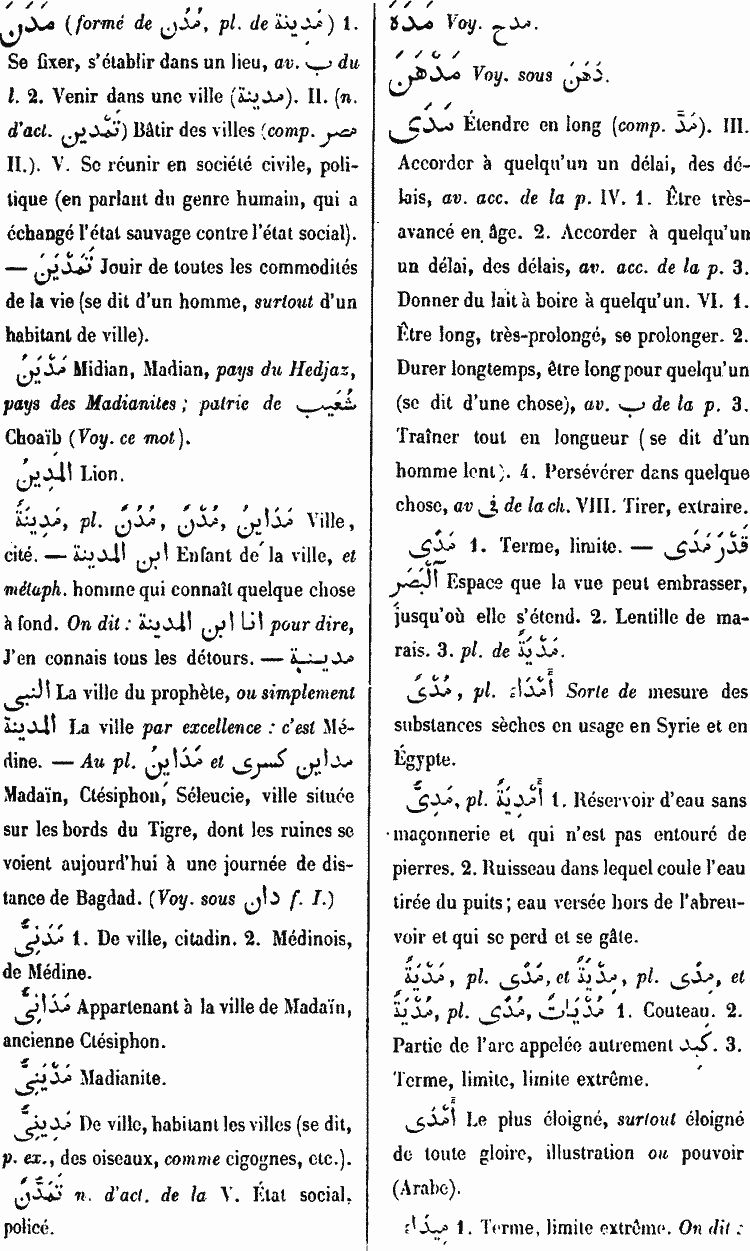 مَدَنَ (formé de مُدُن, pl. de مَدِينَة) 1.
Se fixer, s'établir dans un lieu, av. ب du
l. 2. Venir dans une ville (مدينة). II. (n.
d'act. تَمْدين) Bâtir des villes (comp. مصر
II.). V. Se réunir en société civile, poli-
tique (en parlant du genre humain, qui a
échangé l'état sauvage contre l'état social).
— تَمَدْيَنَ Jouir de toutes les commodités
de la vie (se dit d'un homme, surtout d'un
habitant de ville).
مَدْيَنُ Midian, Madian, pays du Hedjaz,
pays des Madianites; patrie de شُعَيب
Choaïb (Voy. ce mot).
المَدِينُ Lion.
مَدِينَةٌ, pl. مُدُنٌ, مُدْنٌ, مَدَاينُ Ville,
cité. — ابن المدينة Enfant de la ville, et
métaph. homme qui connaît quelque chose
à fond. On dit: انا ابن المدينة pour dire,
J'en connais tous les détours. — مدينة
النبى La ville du prophète, ou simplement
المدينة La ville par excellence: c'est Mé-
dine. — Au pl. مَدَاينُ et مداين كسرى
Madaïn, Ctésiphon, Séleucie, ville située
sur les bords du Tigre, dont les ruines se
voient aujourd'hui à une journée de dis-
tance de Bagdad. (Voy. sous دان f. I.)
مَدَنِىٌّ 1. De ville, citadin. 2. Médinois,
de Médine.
مَدَانِىٌّ Appartenant à la ville de Madaïn,
ancienne Ctésiphon.
مَدْيَنِىٌّ Madianite.
مَدِينِىٌّ De ville, habitant les villes (se dit,
p. ex., des oiseaux, comme cigognes, etc.).
تَمَدُّنٌ n. d'act. de la V. État social,
policé.
مَدَهَ Voy. مدح.
مَدْهَنَ Voy. sous دَهَنَ.
مَدَى Étendre en long (comp. مَدَّ). III.
Accorder à quelqu'un un délai, des dé-
lais, av. acc. de la p. IV. 1. Être très-
avancé en âge. 2. Accorder à quelqu'un
un délai, des délais, av. acc. de la p. 3.
Donner du lait à boire à quelqu'un. VI. 1.
Être long, très-prolongé, se prolonger. 2.
Durer longtemps, être long pour quelqu'un
(se dit d'une chose), av. ب de la p. 3.
Traîner tout en longueur (se dit d'un
homme lent). 4. Persévérer dans quelque
chose, av فى de la ch. VIII. Tirer, extraire.
مَدًى 1. Terme, limite. — قَدْرُ مَدَى
ٱلْبَصَرِ Espace que la vue peut embrasser,
jusqu'où elle s'étend. 2. Lentille de ma-
rais. 3. pl. de مَدْيَةٌ.
مُدْىٌ, pl. أَمْدَاءٌ Sorte de mesure des
substances sèches en usage en Syrie et en
Égypte.
مَدِىٌّ, pl. أَمْدِيَةٌ 1. Réservoir d'eau sans
maçonnerie et qui n'est pas entouré de
pierres. 2. Ruisseau dans lequel coule l'eau
tirée du puits; eau versée hors de l'abreu-
voir et qui se perd et se gâte.
مَدْيَةٌ, pl. مَدًى, et مِدْيَةٌ, pl. مِدًى, et
مُدْيَةٌ, pl. مُدًى, مُدْيَاتٌ 1. Couteau. 2.
Partie de l'arc appelée autrement كبد. 3.
Terme, limite, limite extrême.
أَمْدَى Le plus éloigné, surtout éloigné
de toute gloire, illustration ou pouvoir
(Arabe).
مِيدَاءٌ 1. Terme, limite extrême. On dit: